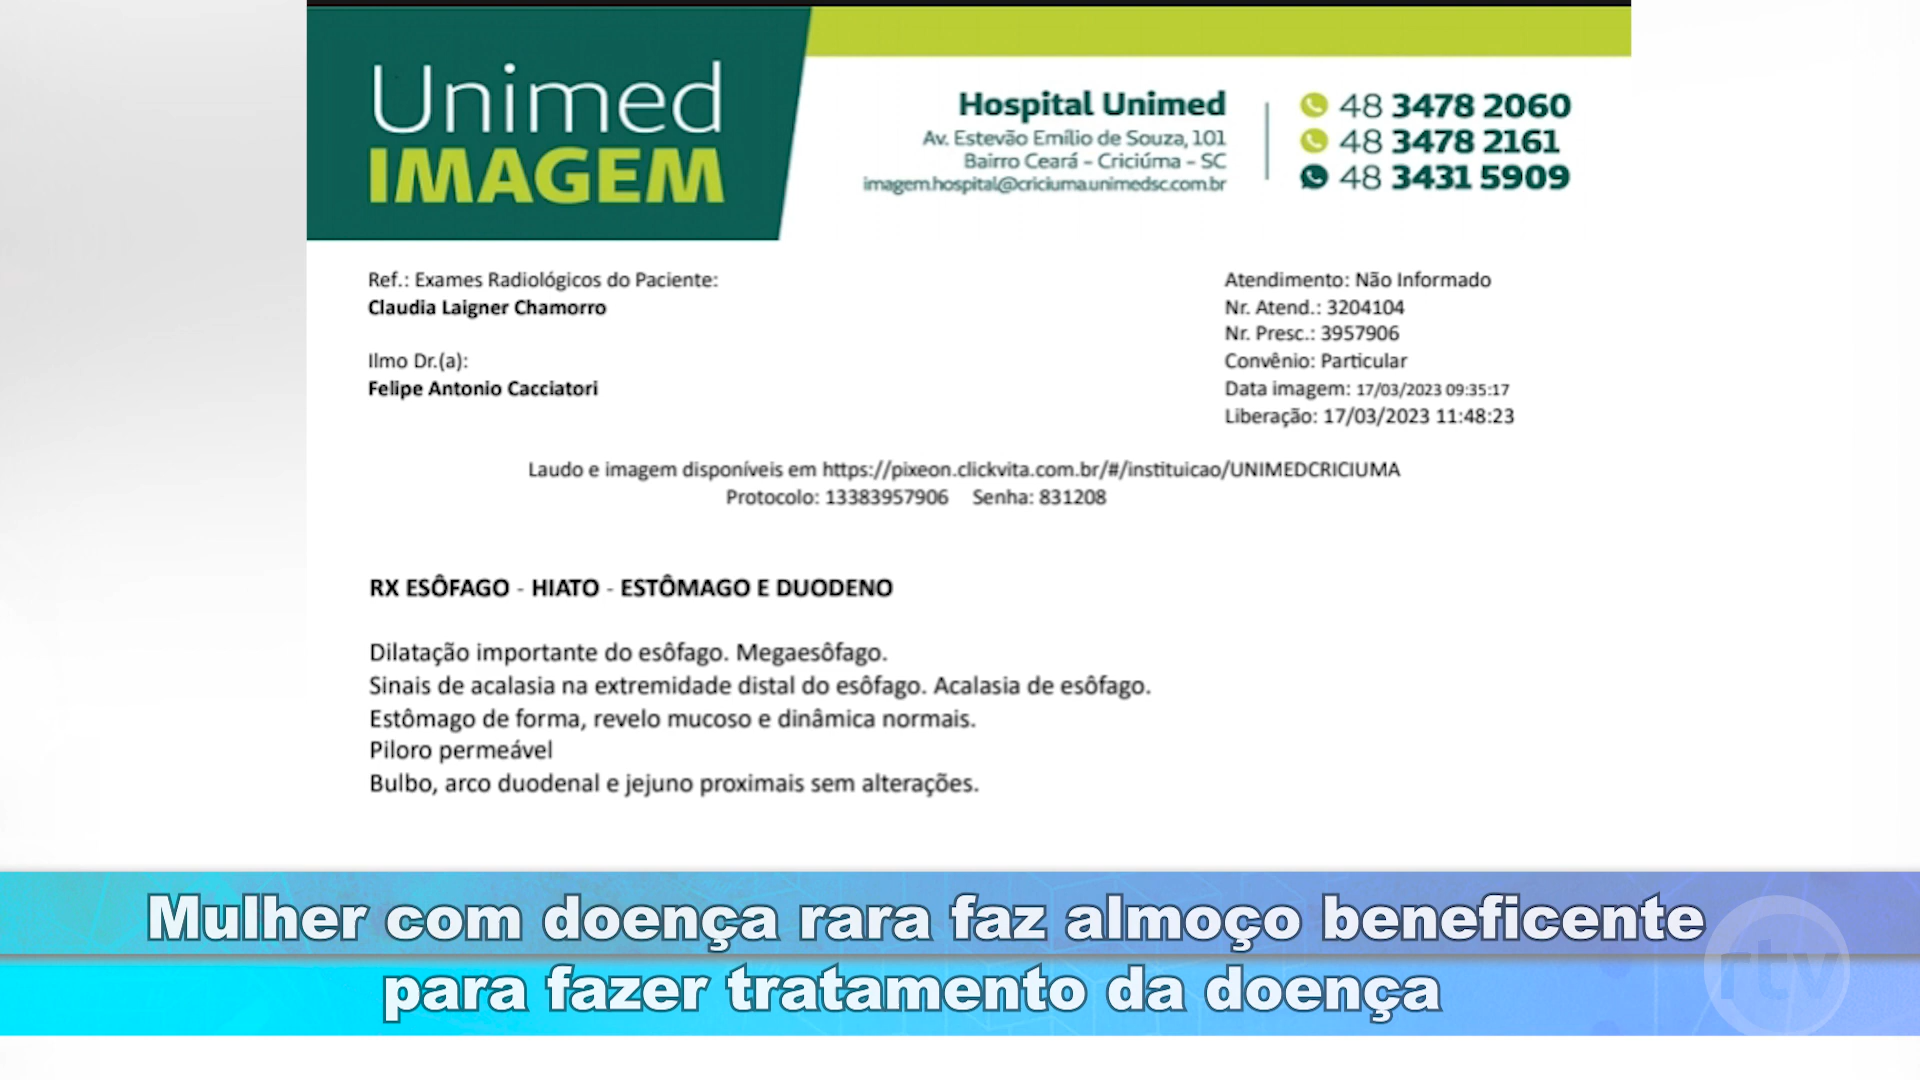 Unimed
IMAGEM
Hospital Unimed
Av. Estevão Emílio de Souza, 101
Bairro Ceará - Criciúma - SC
imagem.hospital@criciuma.unimedsc.com.br
48 3478 2060
48 3478 2161
48 3431 5909
Ref.: Exames Radiológicos do Paciente:
Claudia Laigner Chamorro
Ilmo Dr.(a):
Felipe Antonio Cacciatori
Atendimento: Não Informado
Nr. Atend.: 3204104
Nr. Presc.: 3957906
Convênio: Particular
Data imagem: 17/03/2023 09:35:17
Liberação: 17/03/2023 11:48:23
Laudo e imagem disponíveis em https://pixeon.clickvita.com.br/#/instituicao/UNIMEDCRICIUMA
Protocolo: 13383957906 Senha: 831208
RX ESÔFAGO - HIATO - ESTÔMAGO E DUODENO
Dilatação importante do esôfago. Megaesôfago.
Sinais de acalasia na extremidade distal do esôfago. Acalasia de esôfago.
Estômago de forma, revelo mucoso e dinâmica normais.
Piloro permeável
Bulbo, arco duodenal e jejuno proximais sem alterações.
Mulher com doença rara faz almoço beneficente
para fazer tratamento da doença
rtv